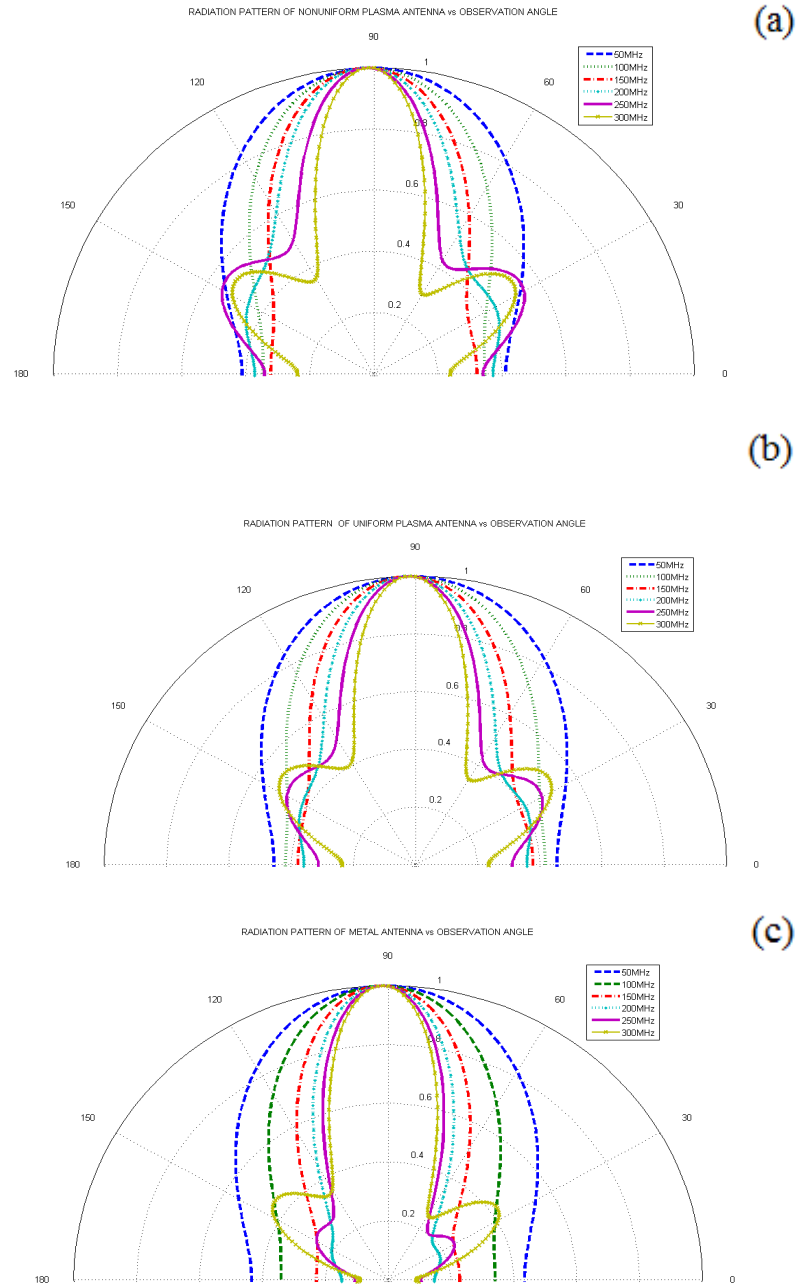 (a)
RADIATION PATTERN OF NONUNIFORM PLASMA ANTENNA vs OBSERVATION ANGLE
90
1
120
60
50MHz
100MHz
150MHz
200MHz
250MHz
300MHz
0.8
0.6
150
30
0.4
0.2
180
0
(b)
RADIATION PATTERN OF UNIFORM PLASMA ANTENNA vs OBSERVATION ANGLE
90
1
120
60
50MHz
100MHz
150MHz
200MHz
250MHz
300MHz
0.8
0.6
150
30
0.4
0.2
180
0
(c)
RADIATION PATTERN OF METAL ANTENNA vs OBSERVATION ANGLE
90
1
120
60
50MHz
100MHz
150MHz
200MHz
250MHz
300MHz
0.8
0.6
150
30
0.4
0.2
180
0